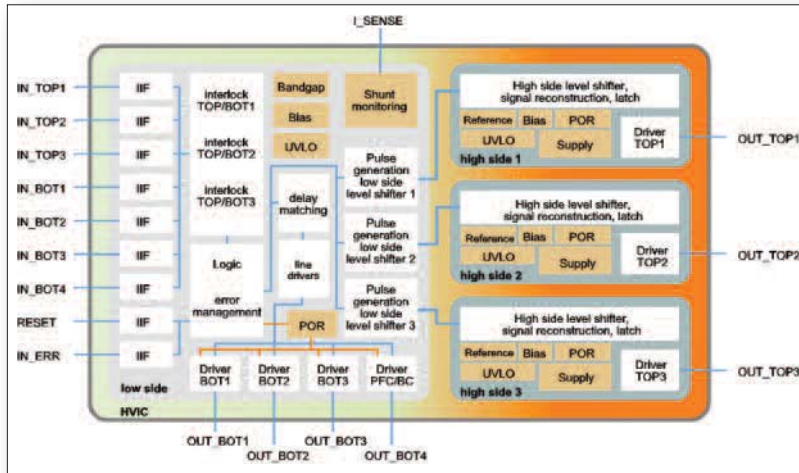 I_SENSE
IN_TOP1
IN_TOP2
IN_TOP3
IN_BOT1
IN_BOT2
IN_BOT3
IN_BOT4
RESET
IN_ERR
IIF
IIF
IIF
IIF
IIF
IIF
IIF
IIF
IIF
low side
HVIC
interlock
TOP/BOT1
interlock
TOP/BOT2
interlock
TOP/BOT3
Logic
error
management
Bandgap
Bias
UVLO
delay
matching
line
drivers
POR
Shunt
monitoring
Pulse
generation
low side
level shifter 1
Pulse
generation
low side
level shifter 2
Pulse
generation
low side
level shifter 3
Driver
BOT1
Driver
BOT2
Driver
BOT3
Driver
PFC/BC
OUT_BOT1
OUT_BOT2
OUT_BOT3
OUT_BOT4
High side level shifter,
signal reconstruction, latch
Reference Bias POR
UVLO Supply
Driver
TOP1
high side 1
OUT_TOP1
High side level shifter,
signal reconstruction, latch
Reference Bias POR
UVLO Supply
Driver
TOP2
high side 2
OUT_TOP2
High side level shifter,
signal reconstruction, latch
Reference Bias POR
UVLO Supply
Driver
TOP3
high side 3
OUT_TOP3